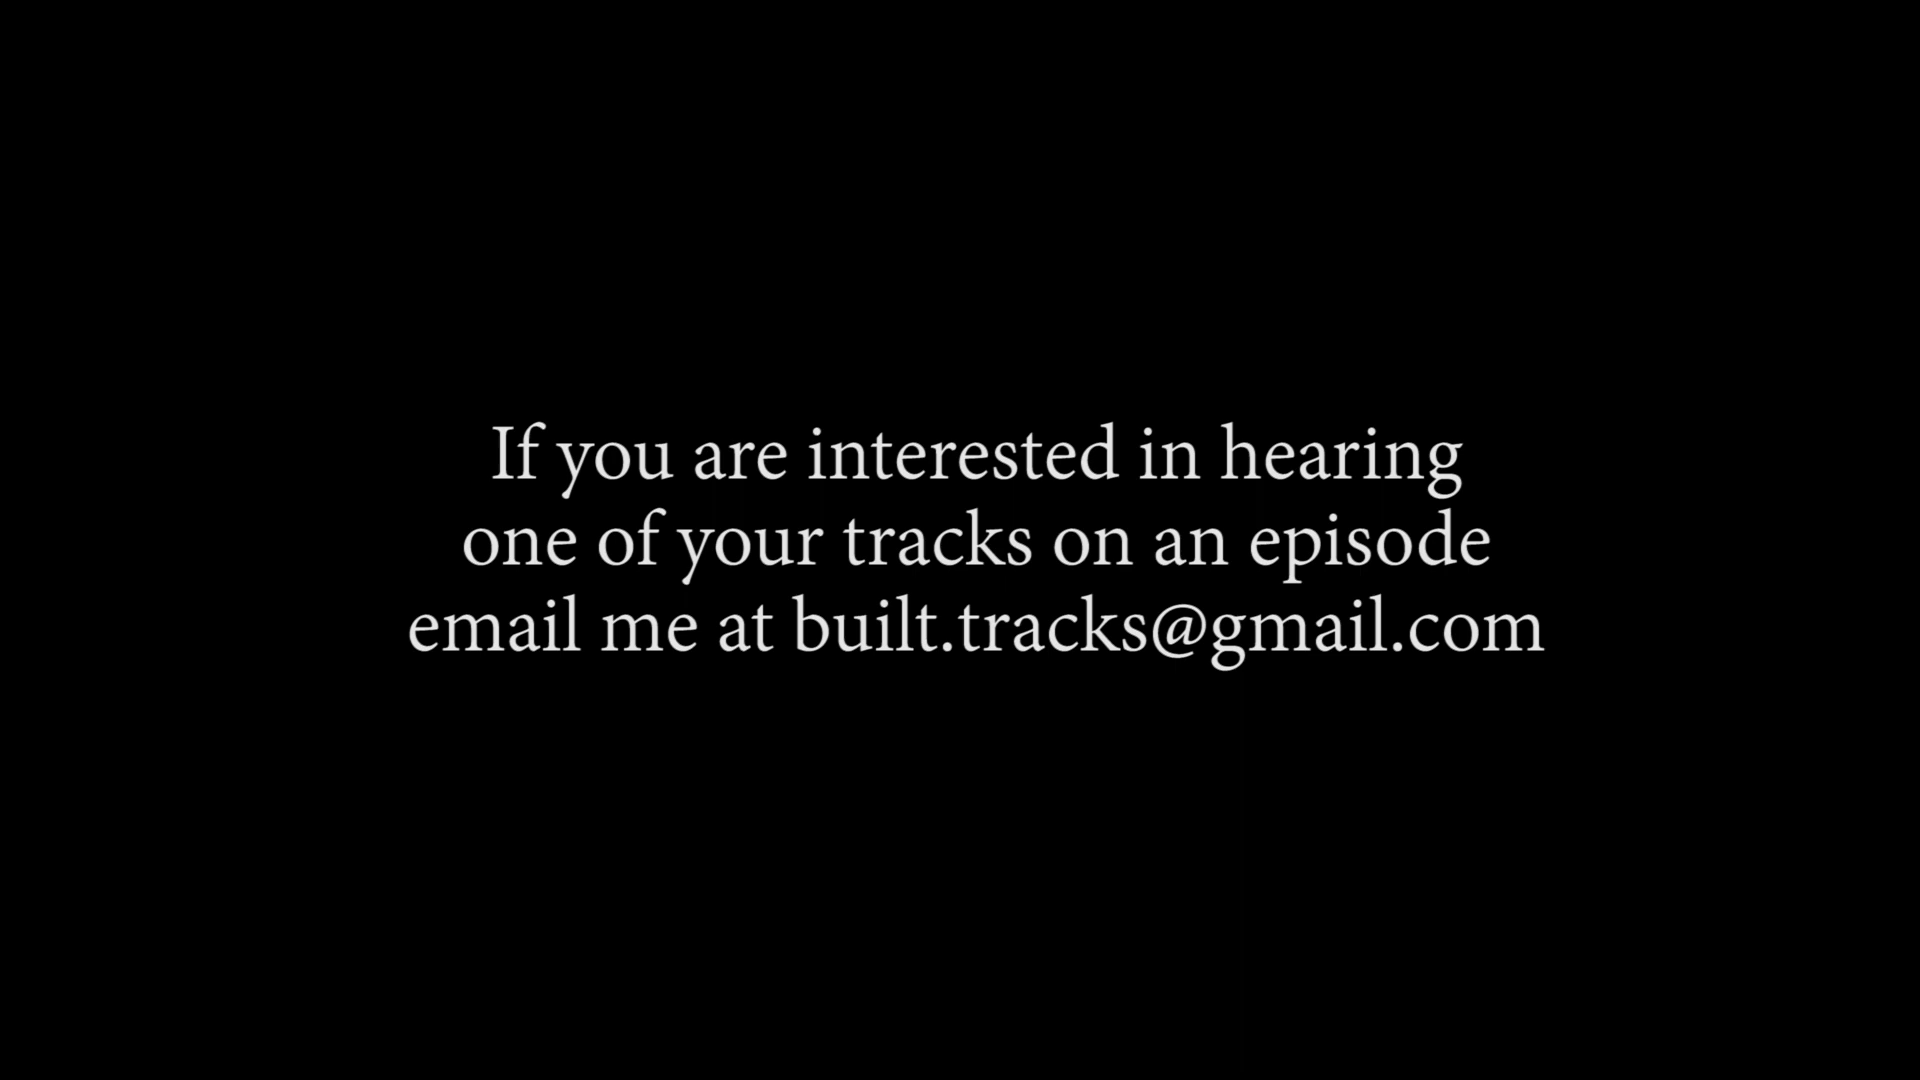 If you are interested in hearing
one of your tracks on an episode
email me at built.tracks@gmail.com